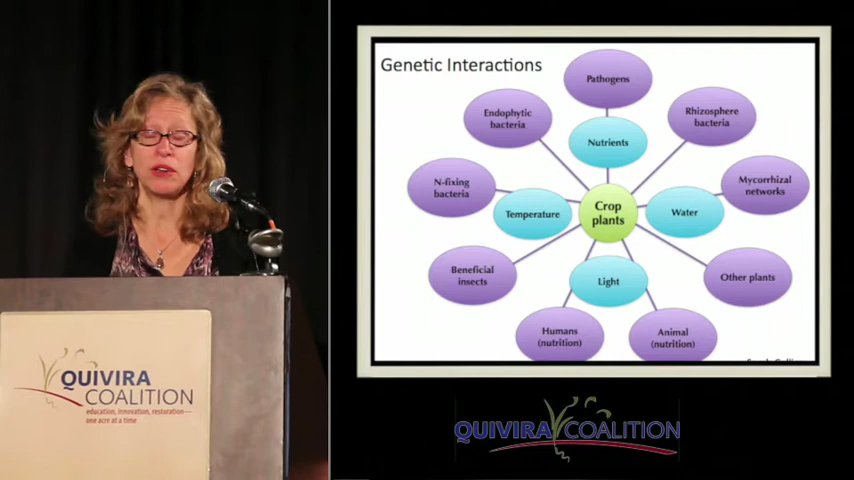 Genetic Interactions
Pathogens
Endophytic
bacteria
Rhizosphere
bacteria
Nutrients
N-fixing
bacteria
Mycorrhizal
networks
Temperature
Crop
plants
Water
Beneficial
insects
Other plants
Light
Humans
(nutrition)
Animal
(nutrition)
QUIVIRA
COALITION
education, innovation, restoration—
one acre at a time
QUIVIRA COALITION